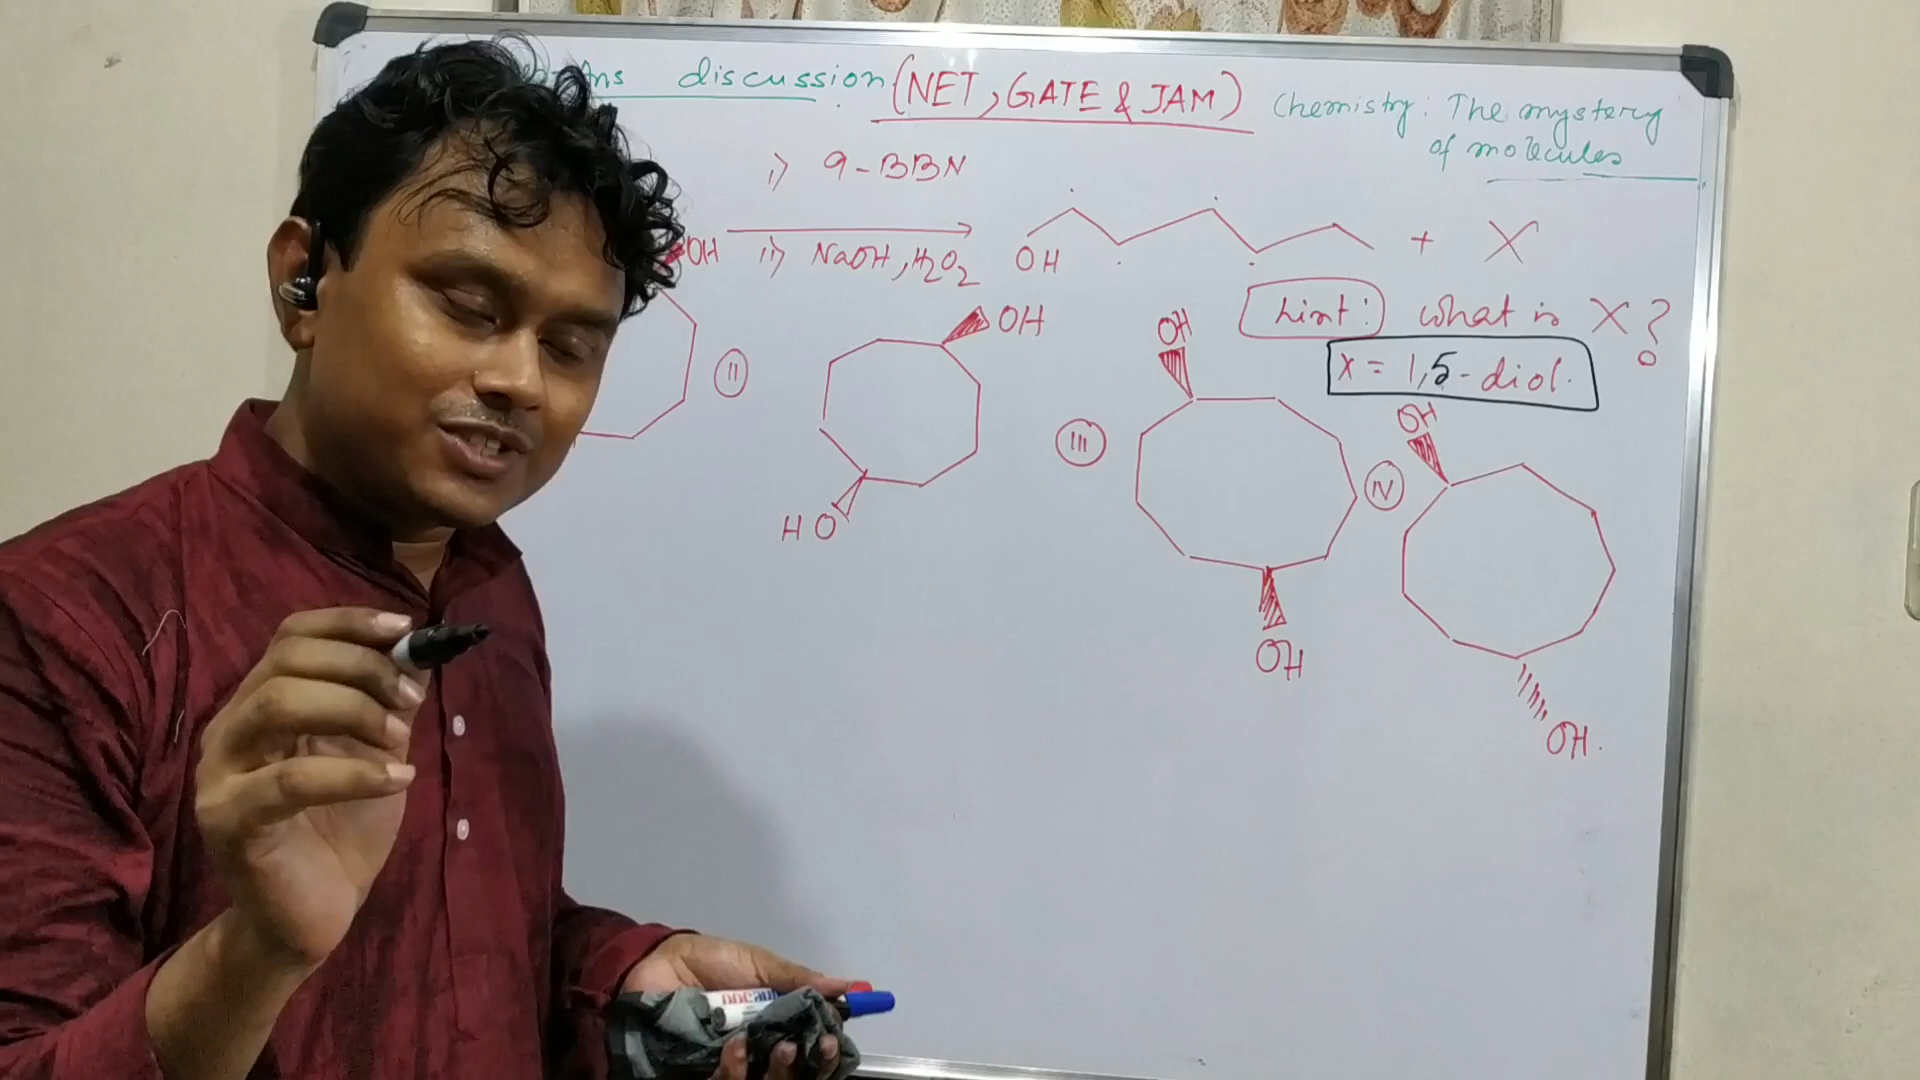 Ans discussion (NET, GATE & JAM) Chemistry: The mystery
of molecules
i) 9-BBN
ii) NaOH, H2O2
OH
OH
+ X
hint: what is X?
X = 1,5-diol.
II
OH
HO
III
OH
OH
IV
OH
OH.